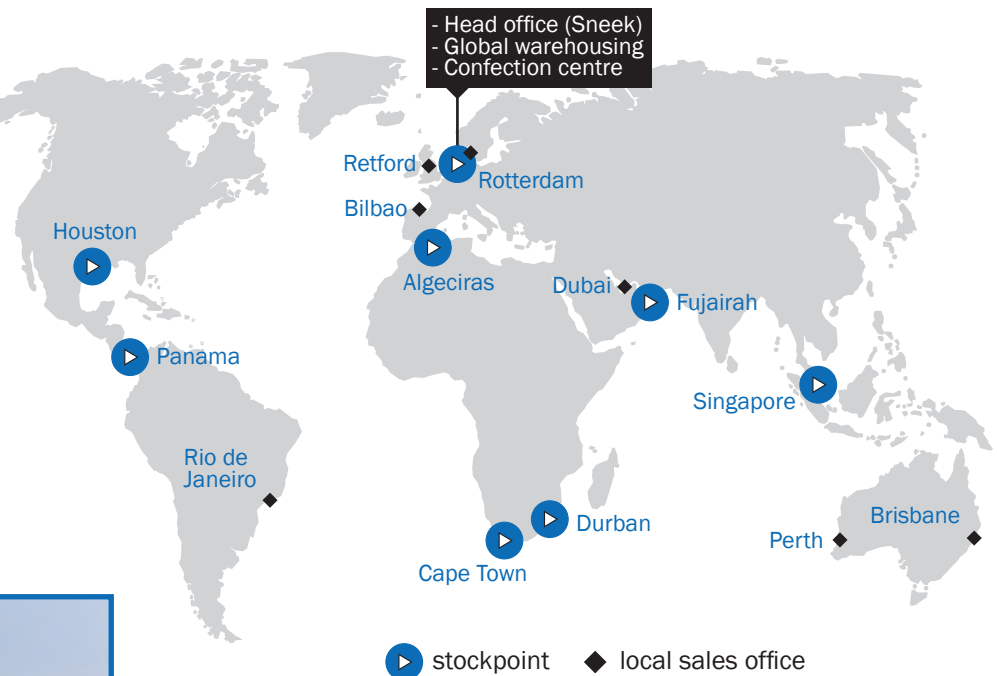 - Head office (Sneek)
- Global warehousing
- Confection centre
Retford
Rotterdam
Bilbao
Houston
Algeciras
Dubai
Fujairah
Panama
Singapore
Rio de
Janeiro
Brisbane
Durban
Perth
Cape Town
stockpoint
local sales office